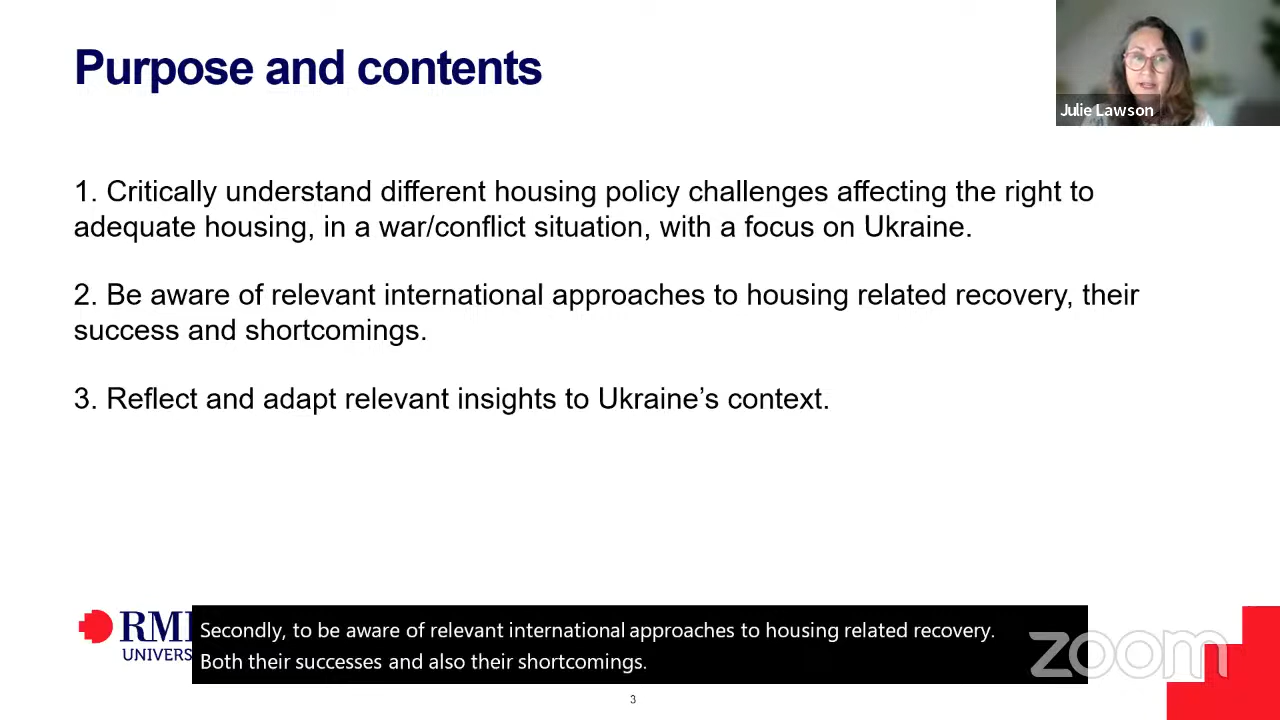 Purpose and contents
Julie Lawson
1. Critically understand different housing policy challenges affecting the right to
adequate housing, in a war/conflict situation, with a focus on Ukraine.
2. Be aware of relevant international approaches to housing related recovery, their
success and shortcomings.
3. Reflect and adapt relevant insights to Ukraine’s context.
Secondly, to be aware of relevant international approaches to housing related recovery.
Both their successes and also their shortcomings.
zoom
3